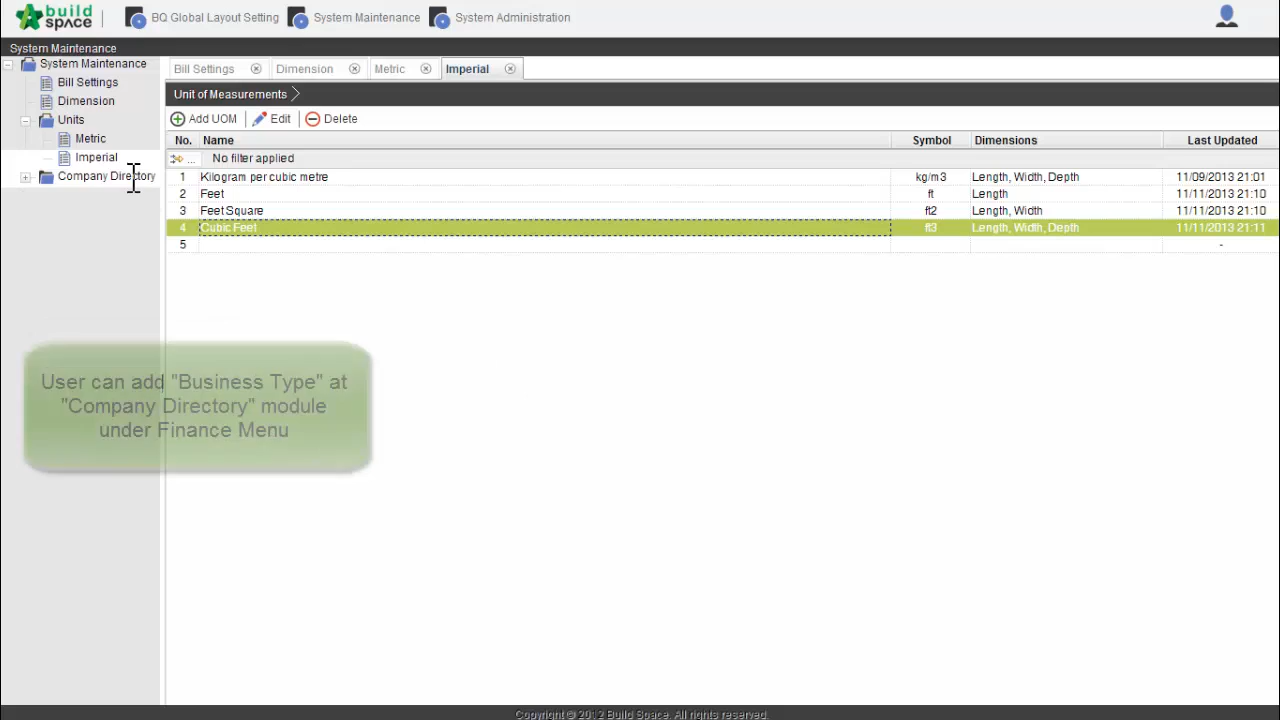 build
space
BQ Global Layout Setting
System Maintenance
System Administration
System Maintenance
System Maintenance
Bill Settings
Dimension
Units
Metric
Imperial
Company Directory
Bill Settings
Dimension
Metric
Imperial
Unit of Measurements
Add UOM
Edit
Delete
No. Name Symbol Dimensions Last Updated
... No filter applied
1 Kilogram per cubic metre kg/m3 Length, Width, Depth 11/09/2013 21:01
2 Feet ft Length 11/11/2013 21:10
3 Feet Square ft2 Length, Width 11/11/2013 21:10
4 Cubic Feet ft3 Length, Width, Depth 11/11/2013 21:11
5 -
User can add "Business Type" at
"Company Directory" module
under Finance Menu
Copyright © 2012 Build Space. All rights reserved.